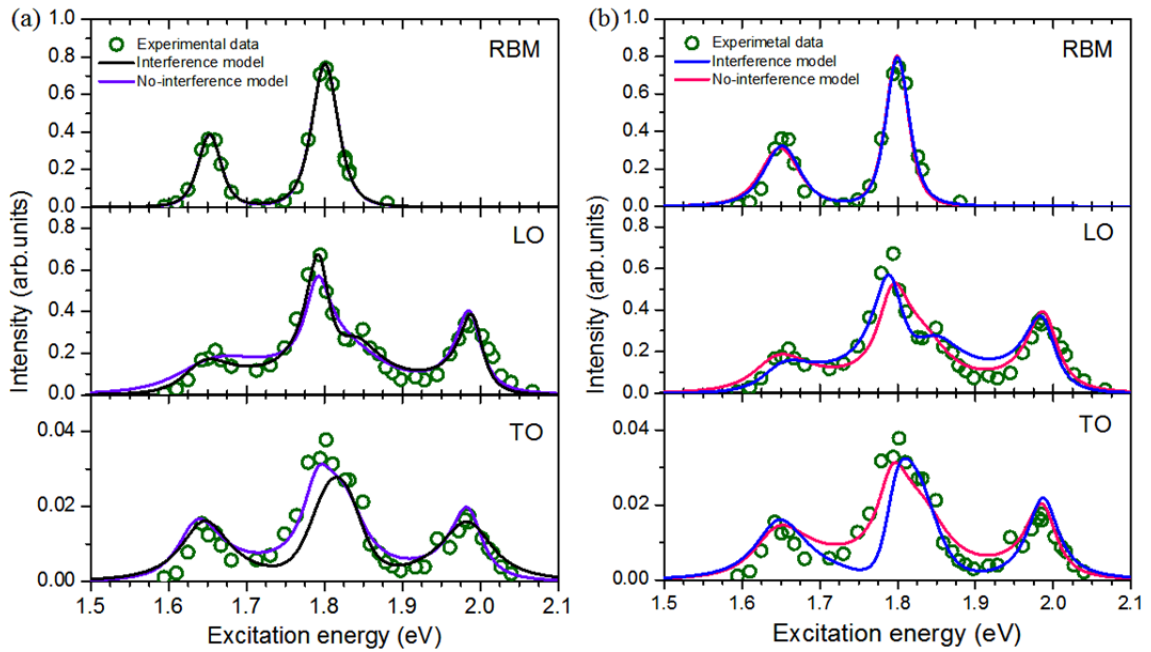 (a)
1.0
0.8
0.6
0.4
0.2
0.0
RBM
Experimental data
Interference model
No-interference model
LO
0.8
0.6
0.4
0.2
0.0
TO
0.04
0.02
0.00
1.5 1.6 1.7 1.8 1.9 2.0 2.1
Intensity (arb.units)
Excitation energy (eV)
(b)
1.0
0.8
0.6
0.4
0.2
0.0
RBM
Experimetal data
Interference model
No-interference model
LO
0.8
0.6
0.4
0.2
0.0
TO
0.04
0.02
0.00
1.5 1.6 1.7 1.8 1.9 2.0 2.1
Intensity (arb.units)
Excitation energy (eV)